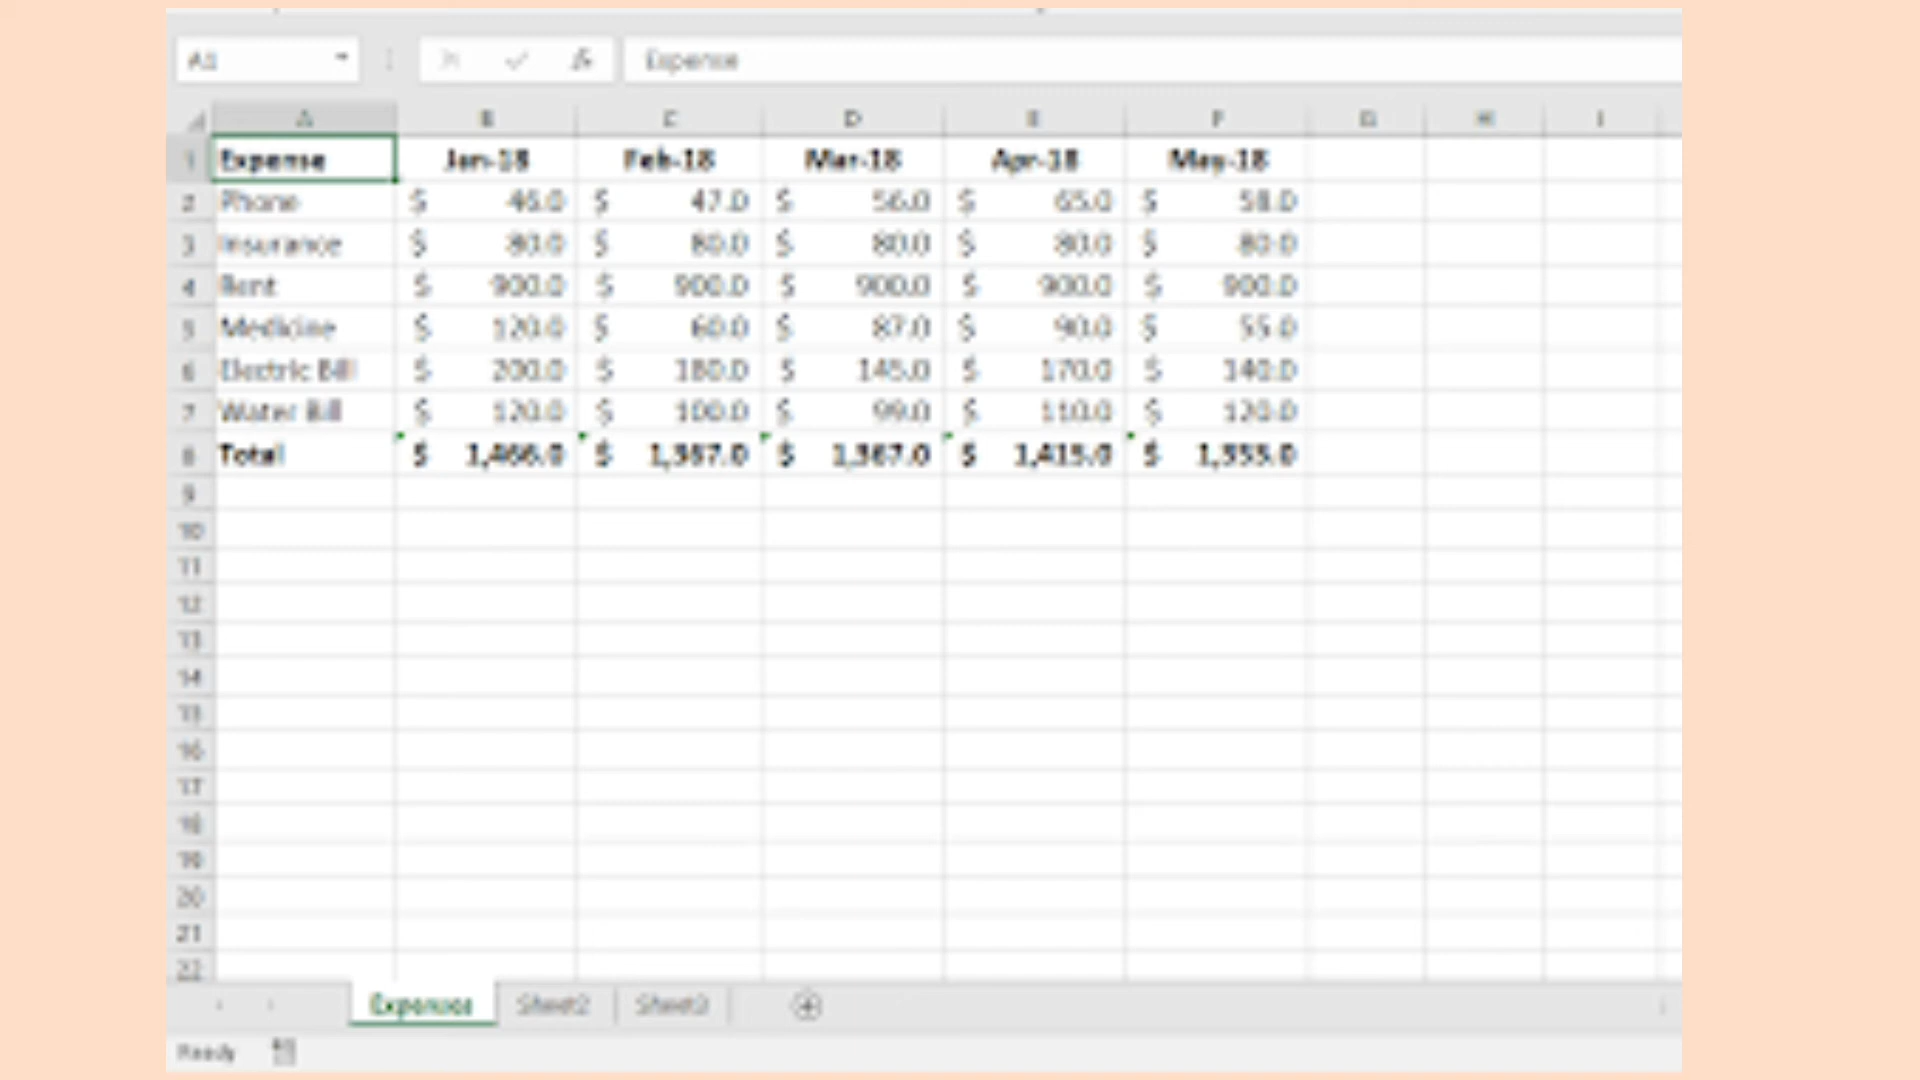 A1 fx Expense
A B C D E F G H I
1 Expense Jan-18 Feb-18 Mar-18 Apr-18 May-18
2 Phone $ 46.0 $ 47.0 $ 56.0 $ 65.0 $ 58.0
3 Insurance $ 80.0 $ 80.0 $ 80.0 $ 80.0 $ 80.0
4 Rent $ 900.0 $ 900.0 $ 900.0 $ 900.0 $ 900.0
5 Medicine $ 120.0 $ 60.0 $ 87.0 $ 90.0 $ 55.0
6 Electric Bill $ 200.0 $ 180.0 $ 145.0 $ 170.0 $ 140.0
7 Water Bill $ 120.0 $ 100.0 $ 99.0 $ 110.0 $ 120.0
8 Total $ 1,466.0 $ 1,367.0 $ 1,367.0 $ 1,415.0 $ 1,353.0
9
10
11
12
13
14
15
16
17
18
19
20
21
22
Expenses Sheet2 Sheet3
Ready